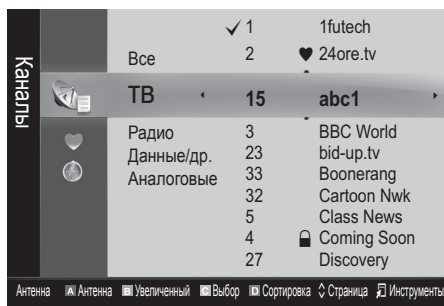 Каналы
✓ 1 1futech
Все 2 ♥ 24ore.tv
ТВ 15 abc1
Радио 3 BBC World
Данные/др. 23 bid-up.tv
Аналоговые 33 Boonerang
32 Cartoon Nwk
5 Class News
4 Coming Soon
27 Discovery
Антенна A Антенна B Увеличенный C Выбор D Сортировка Страница Инструменты